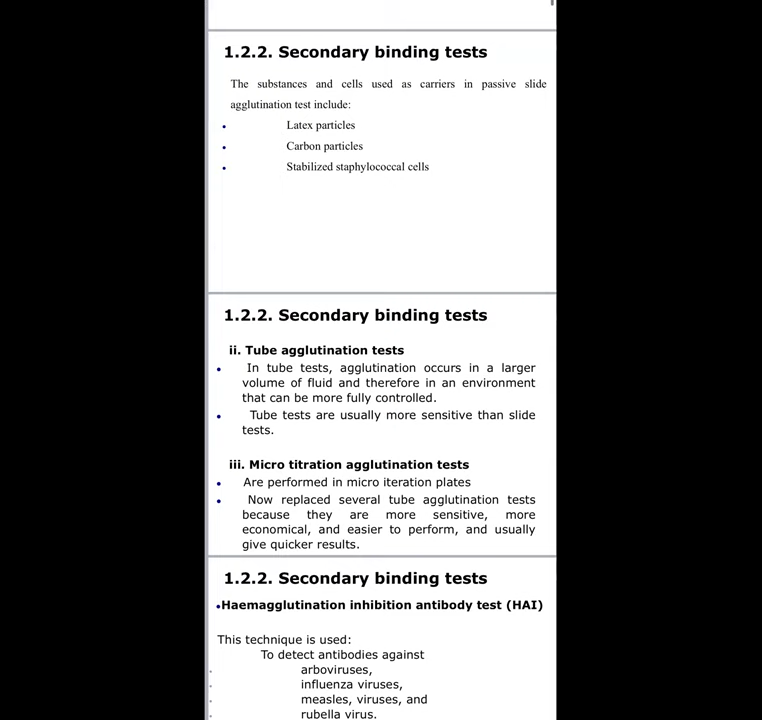 1.2.2. Secondary binding tests
The substances and cells used as carriers in passive slide
agglutination test include:
• Latex particles
• Carbon particles
• Stabilized staphylococcal cells
1.2.2. Secondary binding tests
ii. Tube agglutination tests
• In tube tests, agglutination occurs in a larger
volume of fluid and therefore in an environment
that can be more fully controlled.
• Tube tests are usually more sensitive than slide
tests.
iii. Micro titration agglutination tests
• Are performed in micro iteration plates
• Now replaced several tube agglutination tests
because they are more sensitive, more
economical, and easier to perform, and usually
give quicker results.
1.2.2. Secondary binding tests
•Haemagglutination inhibition antibody test (HAI)
This technique is used:
To detect antibodies against
• arboviruses,
• influenza viruses,
• measles, viruses, and
• rubella virus.